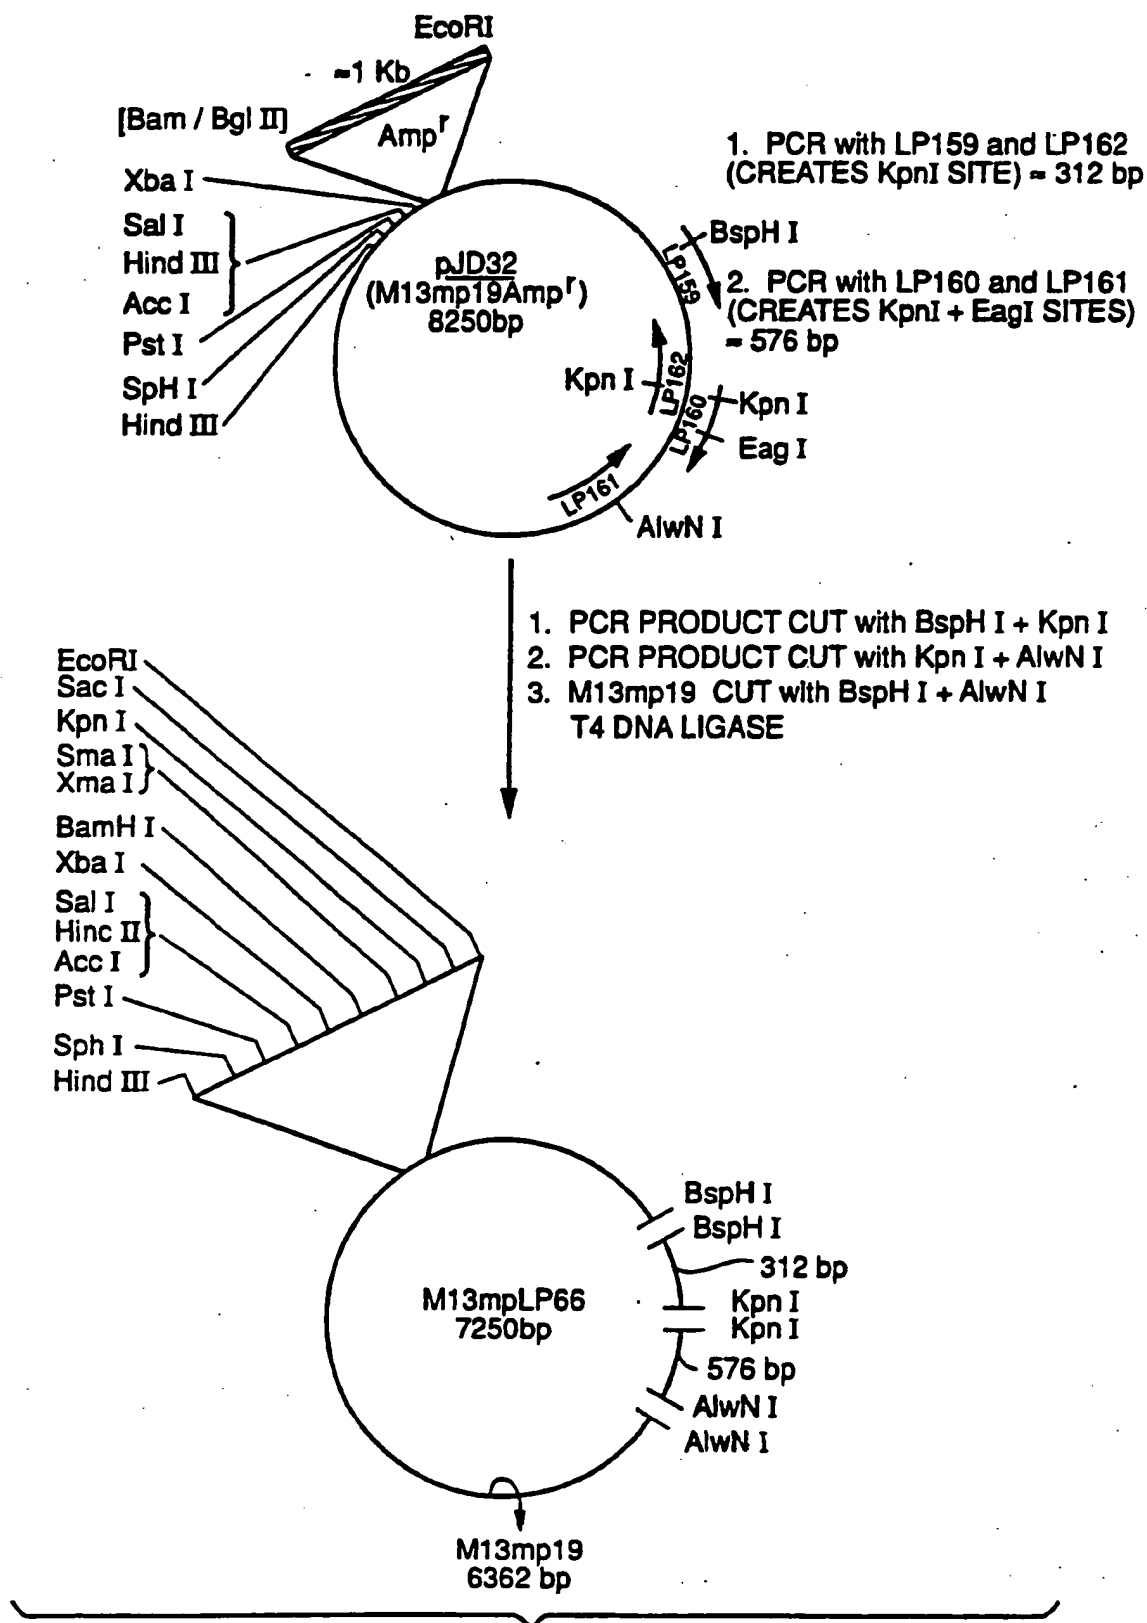 EcoRI
≈1 Kb
[Bam / Bgl II]
Amp^r
Xba I
Sal I
Hind III
Acc I
Pst I
SpH I
Hind III
pJD32
(M13mp19Amp^r)
8250bp
1. PCR with LP159 and LP162
(CREATES KpnI SITE) ≈ 312 bp
BspH I
LP159
2. PCR with LP160 and LP161
(CREATES KpnI + EagI SITES)
≈ 576 bp
Kpn I
LP162
LP160
Kpn I
Eag I
LP161
AlwN I
1. PCR PRODUCT CUT with BspH I + Kpn I
2. PCR PRODUCT CUT with Kpn I + AlwN I
3. M13mp19 CUT with BspH I + AlwN I
T4 DNA LIGASE
EcoRI
Sac I
Kpn I
Sma I
Xma I
BamH I
Xba I
Sal I
Hinc II
Acc I
Pst I
Sph I
Hind III
M13mpLP66
7250bp
BspH I
BspH I
312 bp
Kpn I
Kpn I
576 bp
AlwN I
AlwN I
M13mp19
6362 bp